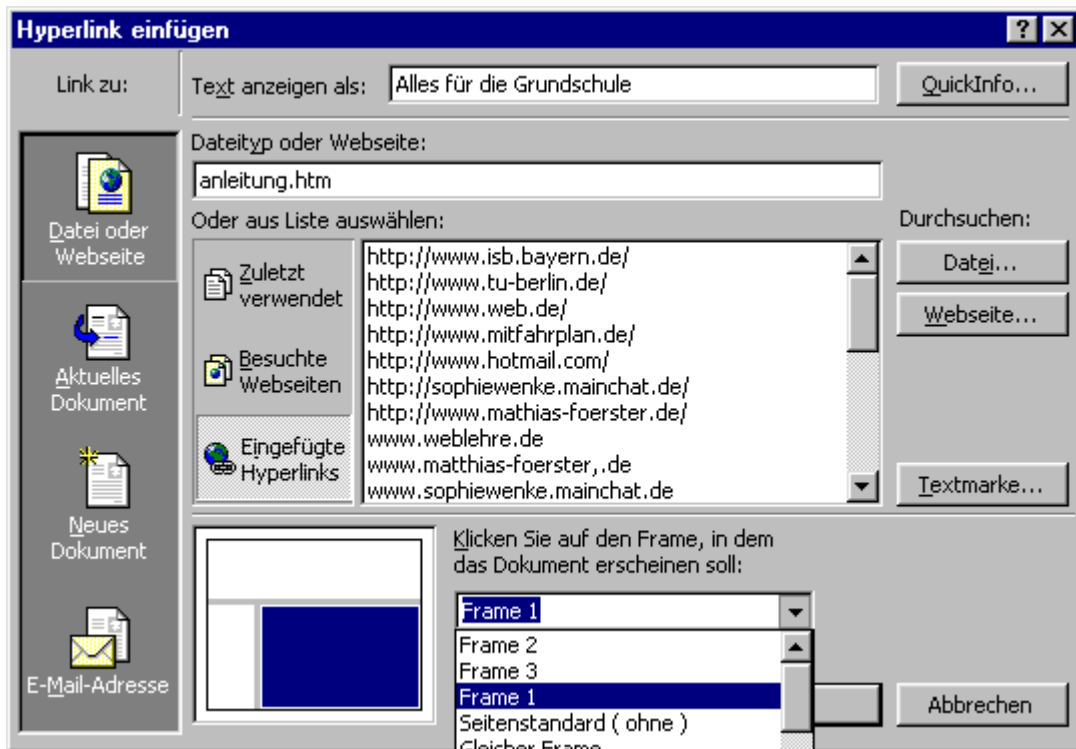 Hyperlink einfügen
Link zu:
Text anzeigen als:
Alles für die Grundschule
QuickInfo...
Dateityp oder Webseite:
anleitung.htm
Oder aus Liste auswählen:
Durchsuchen:
Datei oder
Webseite
Aktuelles
Dokument
Neues
Dokument
E-Mail-Adresse
Zuletzt
verwendet
Besuchte
Webseiten
Eingefügte
Hyperlinks
http://www.isb.bayern.de/
http://www.tu-berlin.de/
http://www.web.de/
http://www.mitfahrplan.de/
http://www.hotmail.com/
http://sophiewenke.mainchat.de/
http://www.mathias-foerster.de/
www.weblehre.de
www.matthias-foerster,.de
www.sophiewenke.mainchat.de
Datei...
Webseite...
Textmarke...
Klicken Sie auf den Frame, in dem
das Dokument erscheinen soll:
Frame 1
Frame 2
Frame 3
Frame 1
Seitenstandard ( ohne )
Gleicher Frame
Abbrechen